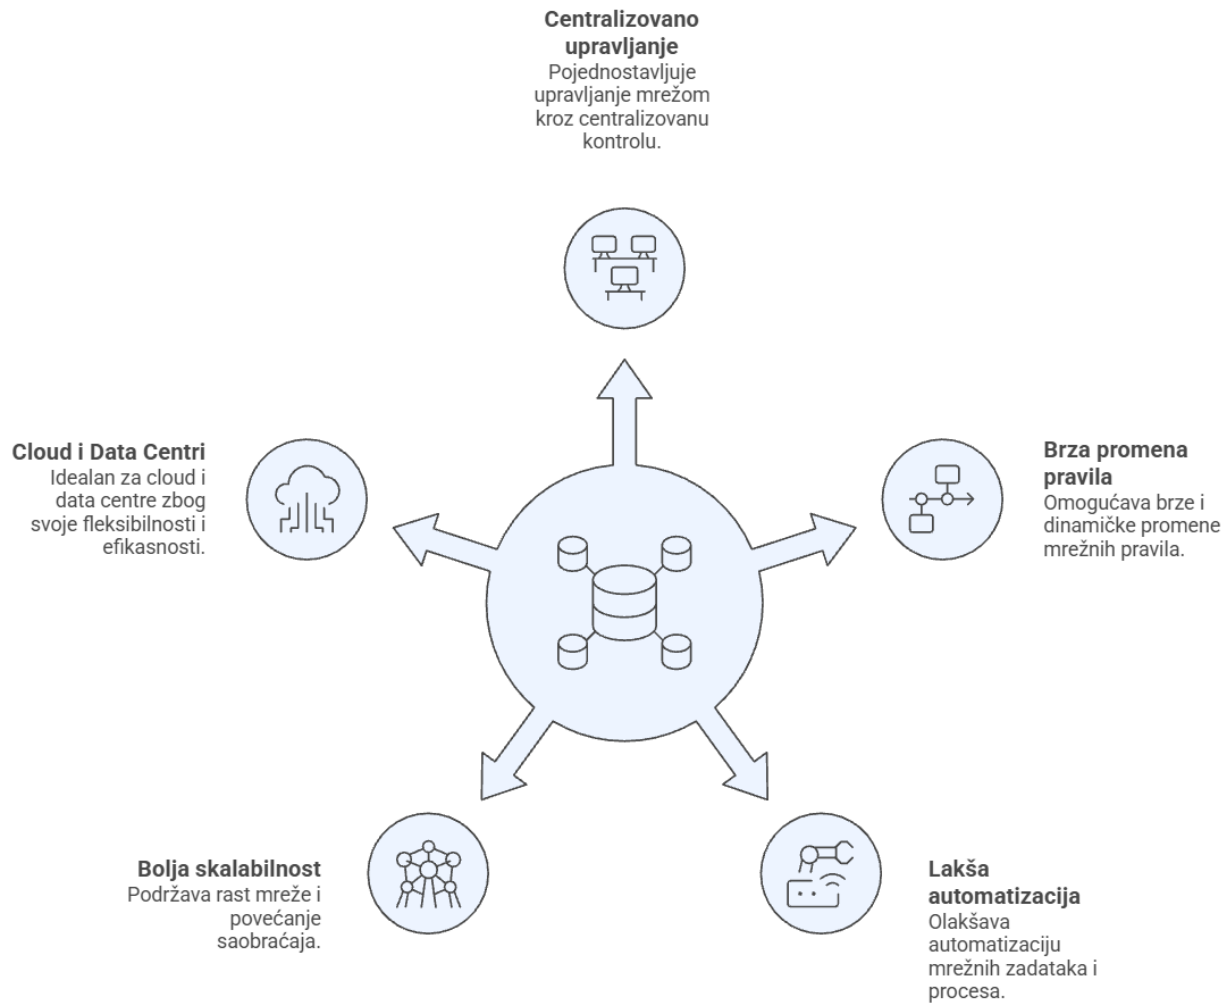 Centralizovano
upravljanje
Pojednostavljuje
upravljanje mrežom
kroz centralizovanu
kontrolu.
Cloud i Data Centri
Idealan za cloud i
data centre zbog
svoje fleksibilnosti i
efikasnosti.
Brza promena
pravila
Omogućava brze i
dinamičke promene
mrežnih pravila.
Bolja skalabilnost
Podržava rast mreže i
povećanje
saobraćaja.
Lakša
automatizacija
Olakšava
automatizaciju
mrežnih zadataka i
procesa.